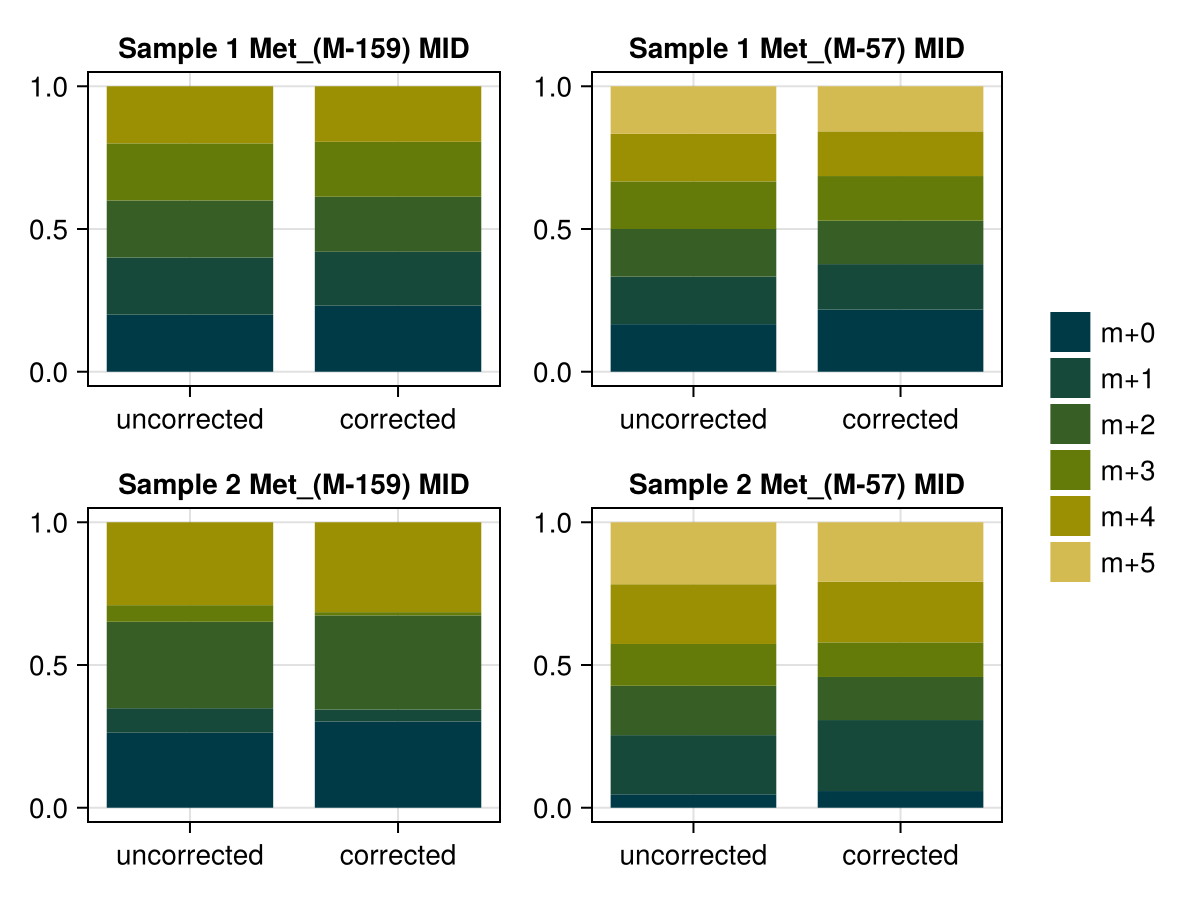 Sample 1 Met_(M-159) MID
1.0
0.5
0.0
uncorrected
corrected
Sample 1 Met_(M-57) MID
1.0
0.5
0.0
uncorrected
corrected
Sample 2 Met_(M-159) MID
1.0
0.5
0.0
uncorrected
corrected
Sample 2 Met_(M-57) MID
1.0
0.5
0.0
uncorrected
corrected
m+0
m+1
m+2
m+3
m+4
m+5